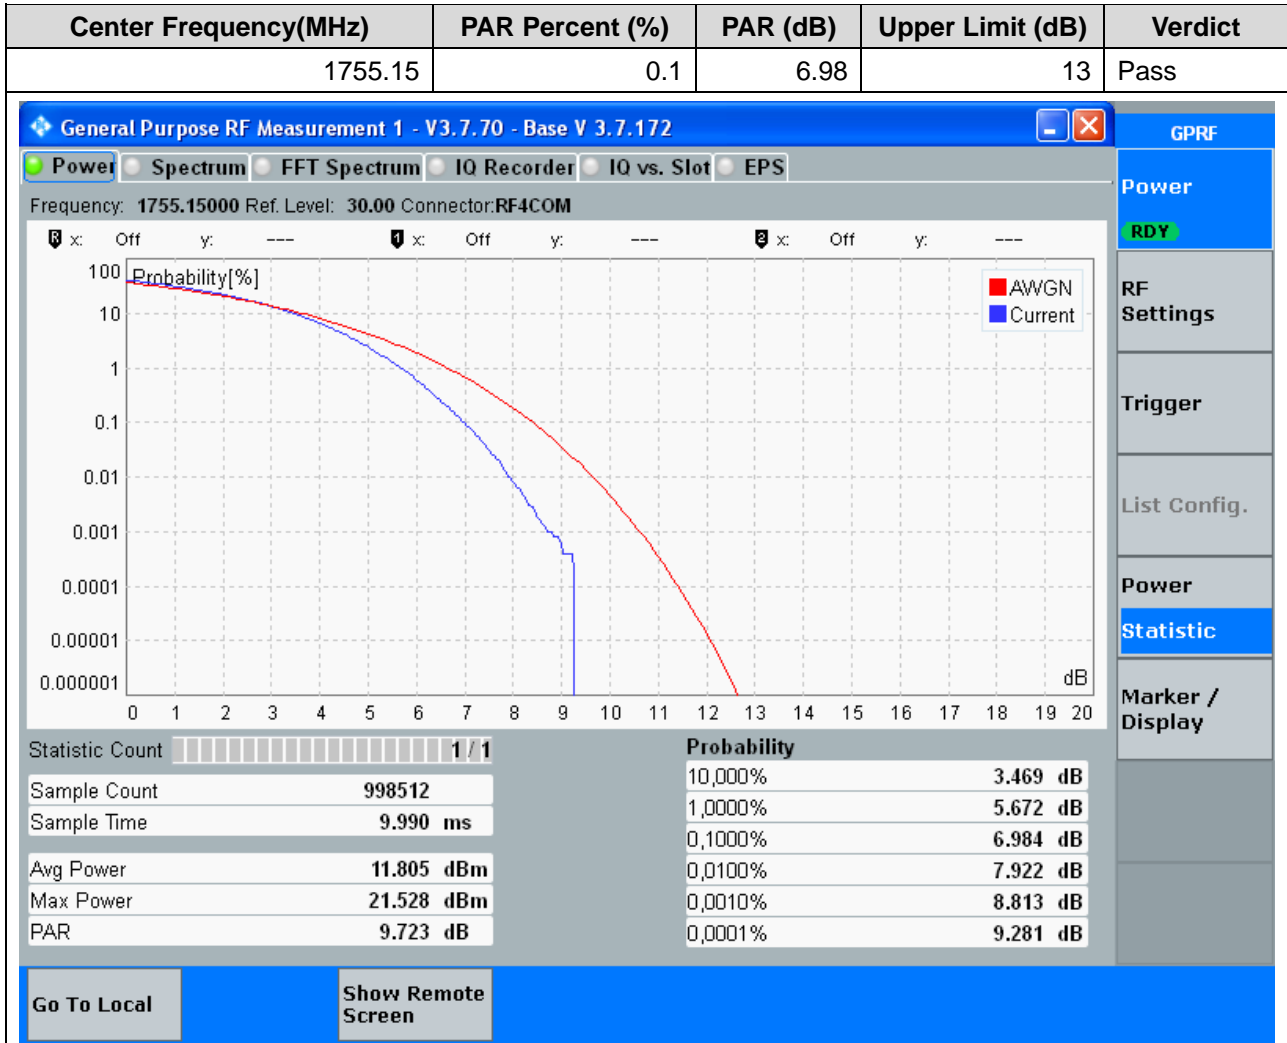 Center Frequency(MHz) PAR Percent (%) PAR (dB) Upper Limit (dB) Verdict
1755.15 0.1 6.98 13 Pass
General Purpose RF Measurement 1 - V3.7.70 - Base V 3.7.172
GPRF
Power Spectrum FFT Spectrum IQ Recorder IQ vs. Slot EPS
Power
RDY
Frequency: 1755.15000 Ref. Level: 30.00 Connector:RF4COM
R x: Off y: --- 1 x: Off y: --- 2 x: Off y: ---
Probability[%]
AWGN
Current
100
10
1
0.1
0.01
0.001
0.0001
0.00001
0.000001
dB
0 1 2 3 4 5 6 7 8 9 10 11 12 13 14 15 16 17 18 19 20
RF
Settings
Trigger
List Config.
Power
Statistic
Marker /
Display
Statistic Count 1 / 1
Sample Count 998512
Sample Time 9.990 ms
Avg Power 11.805 dBm
Max Power 21.528 dBm
PAR 9.723 dB
Probability
10,000% 3.469 dB
1,0000% 5.672 dB
0,1000% 6.984 dB
0,0100% 7.922 dB
0,0010% 8.813 dB
0,0001% 9.281 dB
Go To Local
Show Remote
Screen